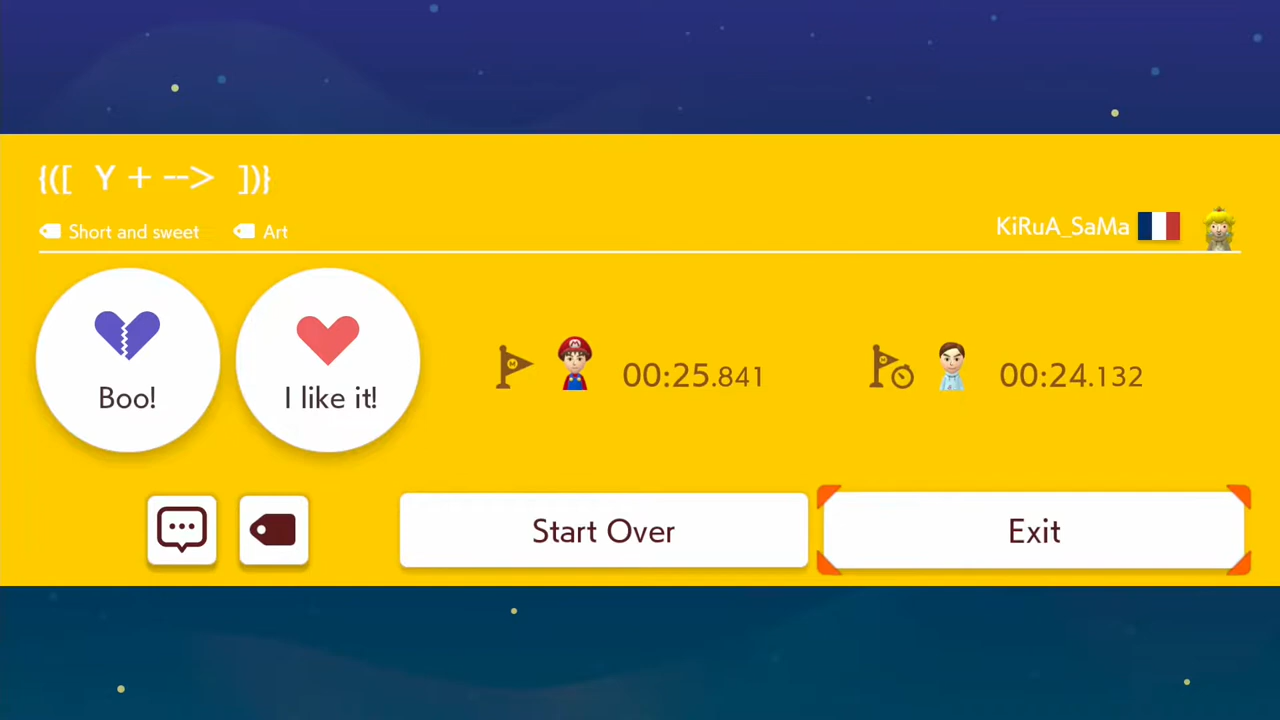 {([ Y + --> ])}
Short and sweet Art
KiRuA_SaMa
Boo!
I like it!
M 00:25.841
M 00:24.132
Start Over
Exit